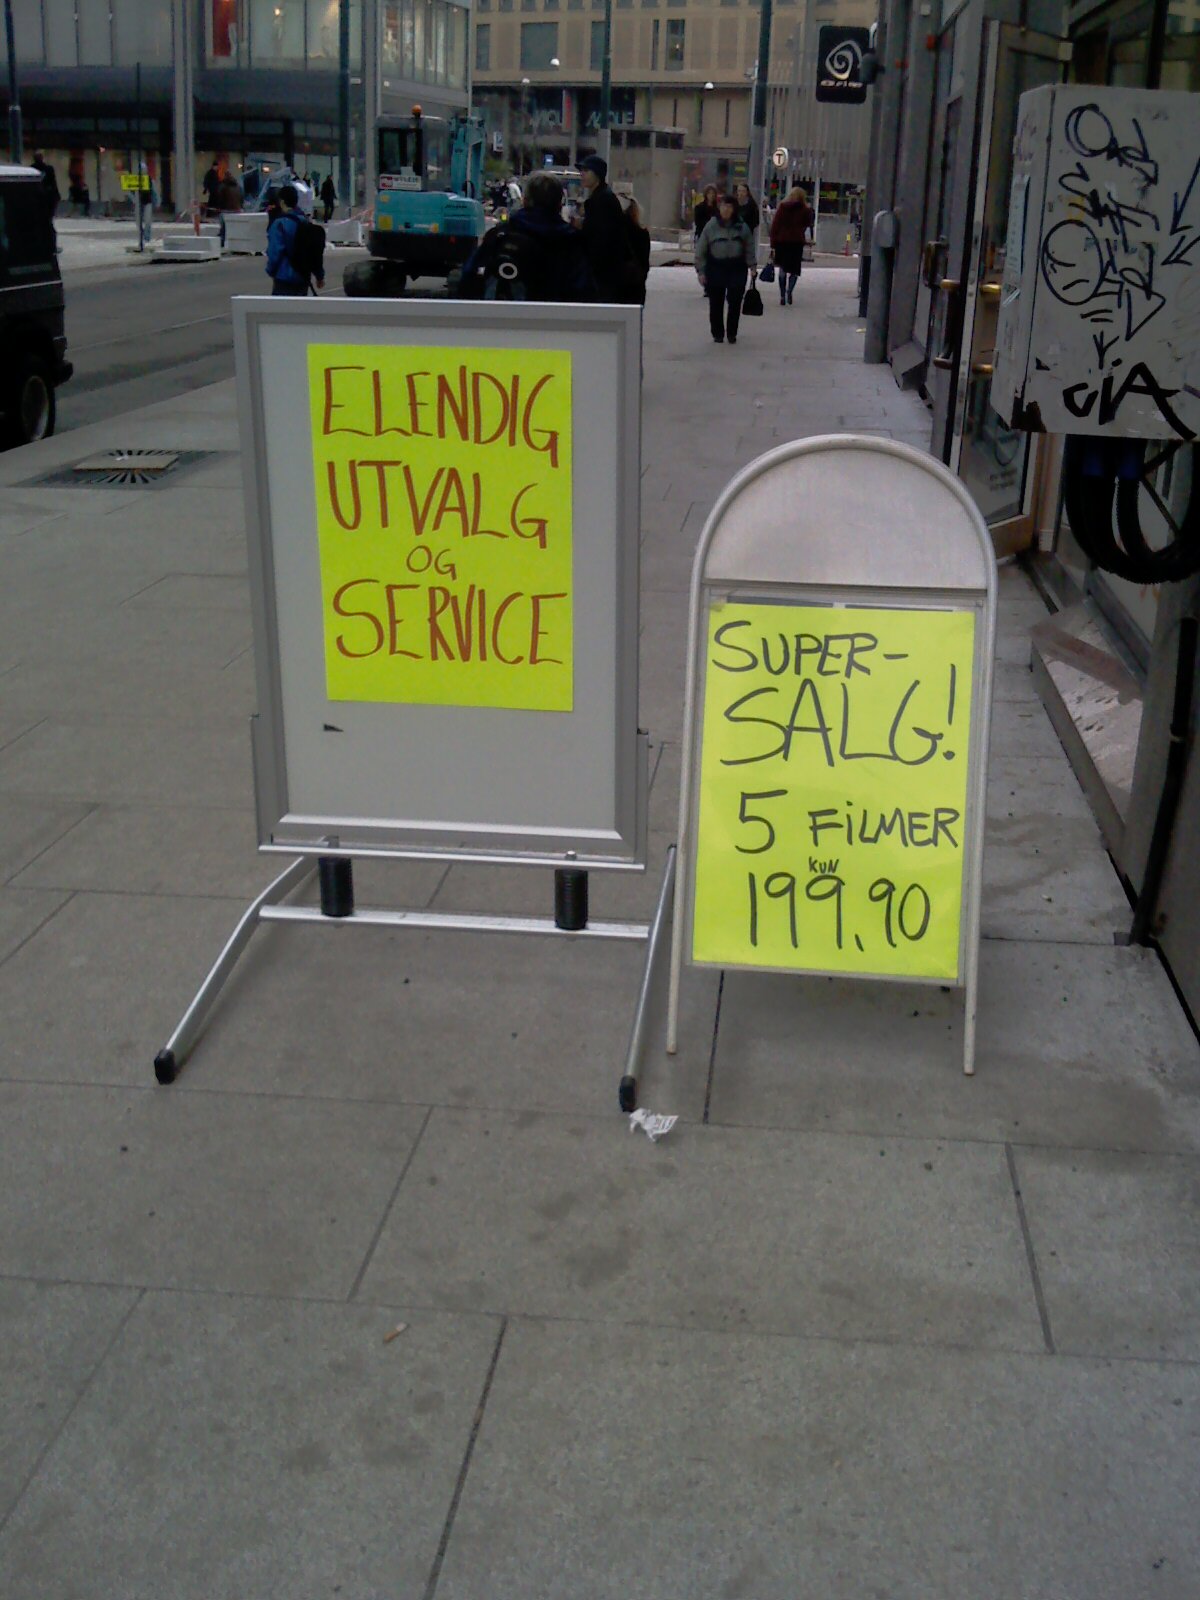 ELENDIG
UTVALG
OG
SERVICE
SUPER-
SALG!
5 FiLMER
KUN
199.90
T